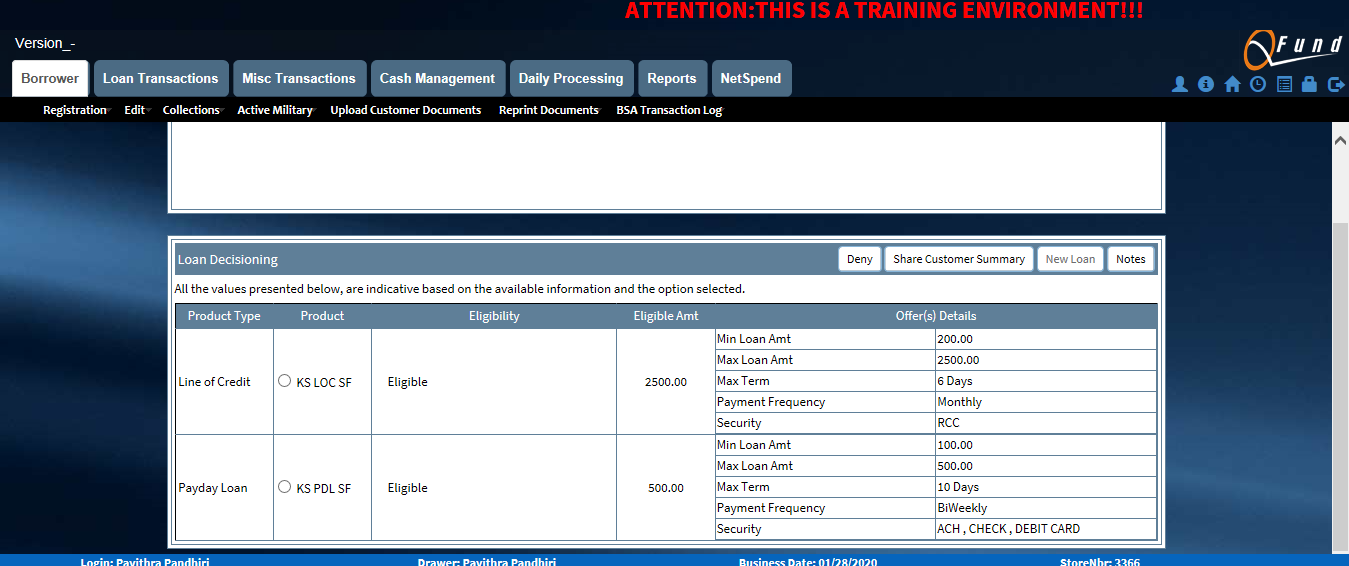 ATTENTION:THIS IS A TRAINING ENVIRONMENT!!!
Version_-
QFund
Borrower Loan Transactions Misc Transactions Cash Management Daily Processing Reports NetSpend
Registration Edit Collections Active Military Upload Customer Documents Reprint Documents BSA Transaction Log
Loan Decisioning Deny Share Customer Summary New Loan Notes
All the values presented below, are indicative based on the available information and the option selected.
Product Type Product Eligibility Eligible Amt Offer(s) Details
Line of Credit KS LOC SF Eligible 2500.00
Min Loan Amt 200.00
Max Loan Amt 2500.00
Max Term 6 Days
Payment Frequency Monthly
Security RCC
Payday Loan KS PDL SF Eligible 500.00
Min Loan Amt 100.00
Max Loan Amt 500.00
Max Term 10 Days
Payment Frequency BiWeekly
Security ACH , CHECK , DEBIT CARD
Login: Pavithra Pandhiri Drawer: Pavithra Pandhiri Business Date: 01/28/2020 StoreNbr: 3366